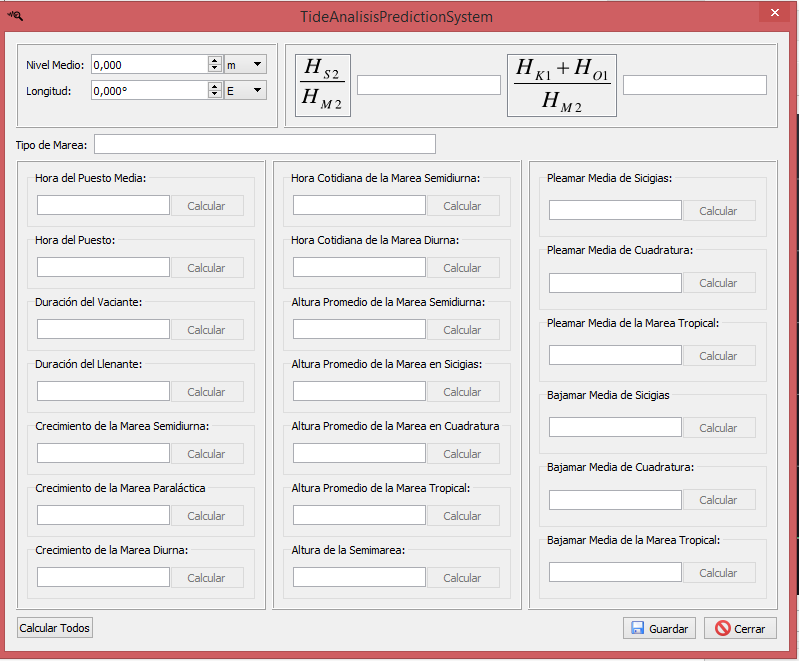 TideAnalisisPredictionSystem
Nivel Medio: 0,000 m
Longitud: 0,000° E
H S2
H M2
H K1 + H O1
H M2
Tipo de Marea:
Hora del Puesto Media:
Calcular
Hora del Puesto:
Calcular
Duración del Vaciante:
Calcular
Duración del Llenante:
Calcular
Crecimiento de la Marea Semidiurna:
Calcular
Crecimiento de la Marea Paraláctica
Calcular
Crecimiento de la Marea Diurna:
Calcular
Hora Cotidiana de la Marea Semidiurna:
Calcular
Hora Cotidiana de la Marea Diurna:
Calcular
Altura Promedio de la Marea Semidiurna:
Calcular
Altura Promedio de la Marea en Sicigias:
Calcular
Altura Promedio de la Marea en Cuadratura
Calcular
Altura Promedio de la Marea Tropical:
Calcular
Altura de la Semimarea:
Calcular
Pleamar Media de Sicigias:
Calcular
Pleamar Media de Cuadratura:
Calcular
Pleamar Media de la Marea Tropical:
Calcular
Bajamar Media de Sicigias
Calcular
Bajamar Media de Cuadratura:
Calcular
Bajamar Media de la Marea Tropical:
Calcular
Calcular Todos
Guardar
Cerrar